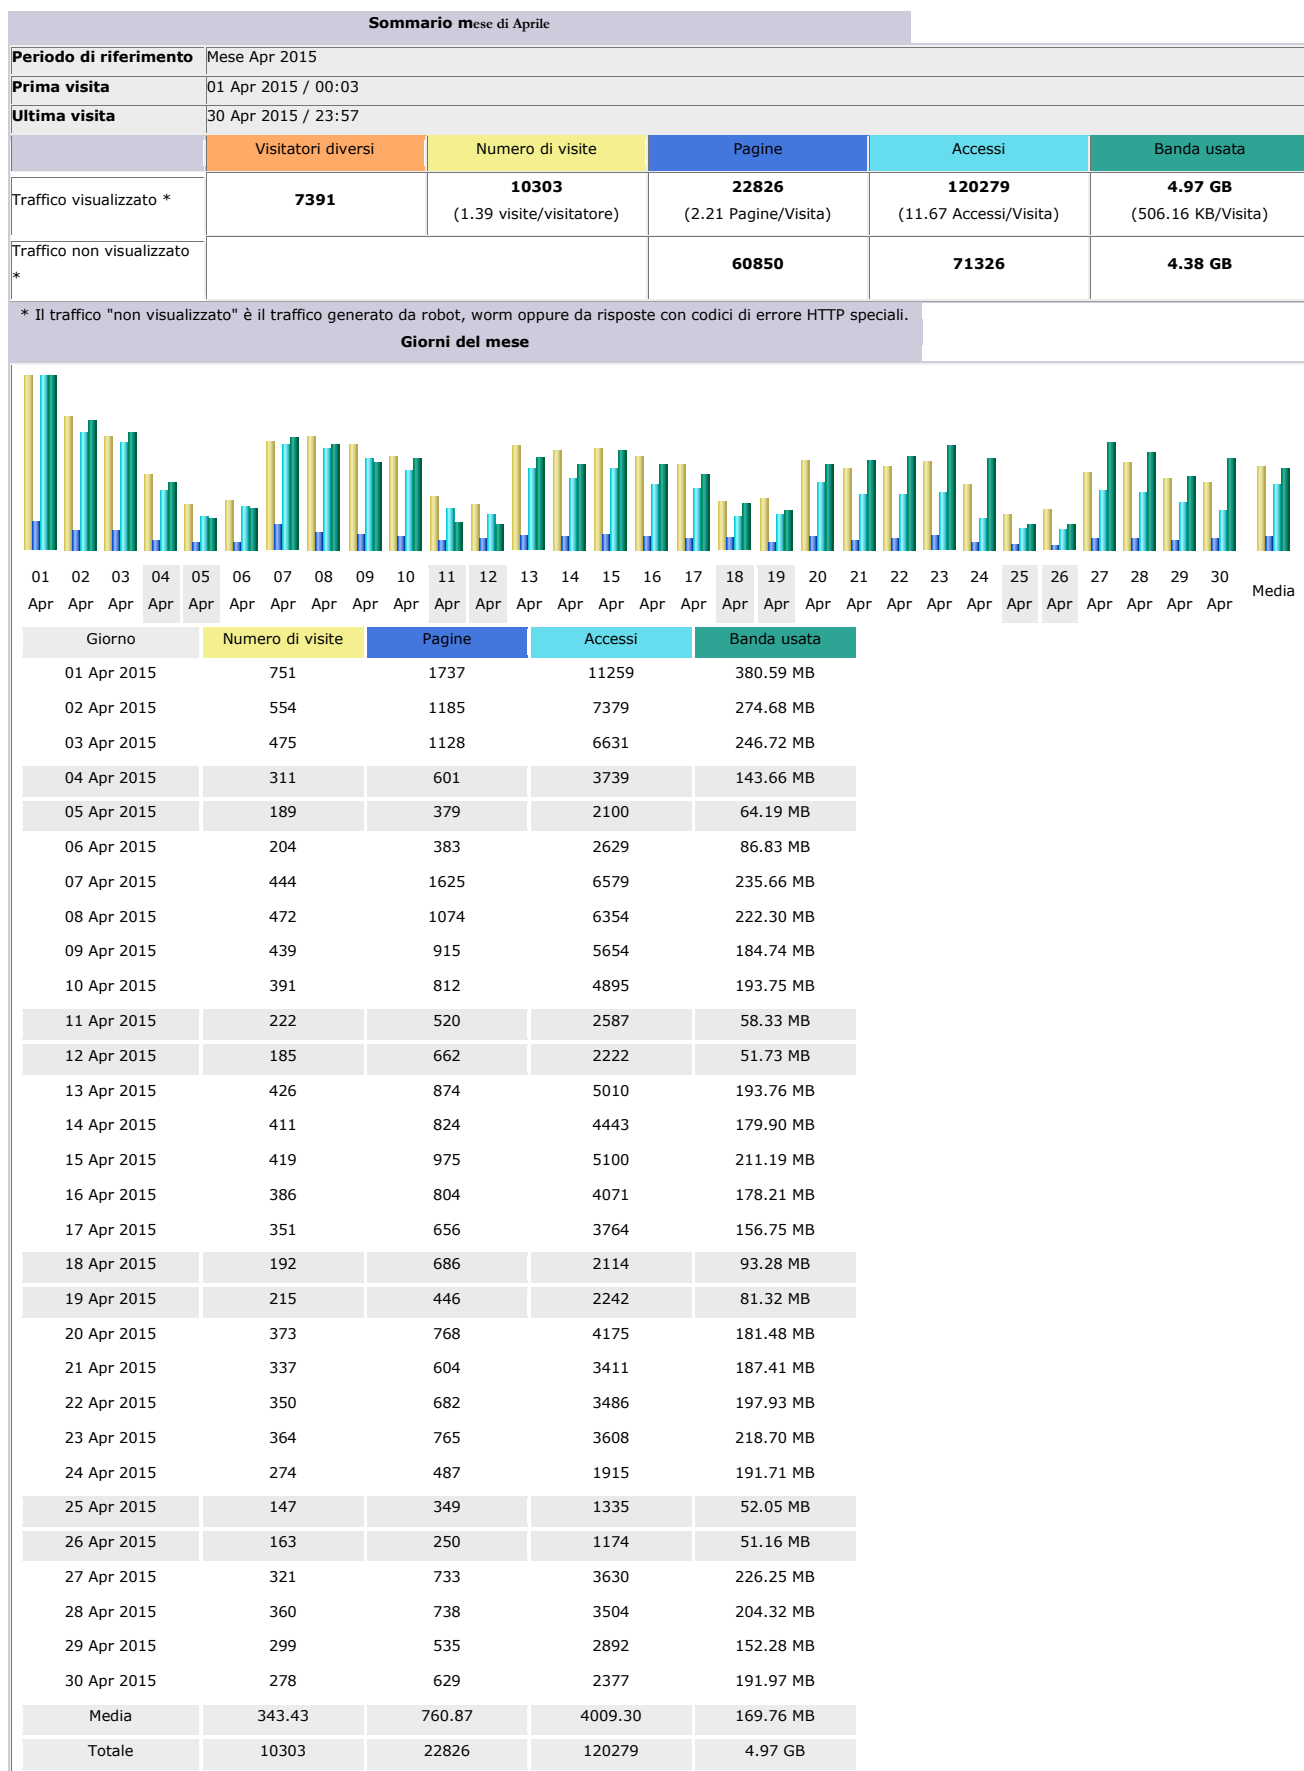 Sommario mese di Aprile
Periodo di riferimento Mese Apr 2015
Prima visita 01 Apr 2015 / 00:03
Ultima visita 30 Apr 2015 / 23:57
Visitatori diversi Numero di visite Pagine Accessi Banda usata
Traffico visualizzato * 7391 10303 22826 120279 4.97 GB
(1.39 visite/visitatore) (2.21 Pagine/Visita) (11.67 Accessi/Visita) (506.16 KB/Visita)
Traffico non visualizzato
* 60850 71326 4.38 GB
* Il traffico "non visualizzato" è il traffico generato da robot, worm oppure da risposte con codici di errore HTTP speciali.
Giorni del mese
01 02 03 04 05 06 07 08 09 10 11 12 13 14 15 16 17 18 19 20 21 22 23 24 25 26 27 28 29 30 Media
Apr Apr Apr Apr Apr Apr Apr Apr Apr Apr Apr Apr Apr Apr Apr Apr Apr Apr Apr Apr Apr Apr Apr Apr Apr Apr Apr Apr Apr Apr
Giorno Numero di visite Pagine Accessi Banda usata
01 Apr 2015 751 1737 11259 380.59 MB
02 Apr 2015 554 1185 7379 274.68 MB
03 Apr 2015 475 1128 6631 246.72 MB
04 Apr 2015 311 601 3739 143.66 MB
05 Apr 2015 189 379 2100 64.19 MB
06 Apr 2015 204 383 2629 86.83 MB
07 Apr 2015 444 1625 6579 235.66 MB
08 Apr 2015 472 1074 6354 222.30 MB
09 Apr 2015 439 915 5654 184.74 MB
10 Apr 2015 391 812 4895 193.75 MB
11 Apr 2015 222 520 2587 58.33 MB
12 Apr 2015 185 662 2222 51.73 MB
13 Apr 2015 426 874 5010 193.76 MB
14 Apr 2015 411 824 4443 179.90 MB
15 Apr 2015 419 975 5100 211.19 MB
16 Apr 2015 386 804 4071 178.21 MB
17 Apr 2015 351 656 3764 156.75 MB
18 Apr 2015 192 686 2114 93.28 MB
19 Apr 2015 215 446 2242 81.32 MB
20 Apr 2015 373 768 4175 181.48 MB
21 Apr 2015 337 604 3411 187.41 MB
22 Apr 2015 350 682 3486 197.93 MB
23 Apr 2015 364 765 3608 218.70 MB
24 Apr 2015 274 487 1915 191.71 MB
25 Apr 2015 147 349 1335 52.05 MB
26 Apr 2015 163 250 1174 51.16 MB
27 Apr 2015 321 733 3630 226.25 MB
28 Apr 2015 360 738 3504 204.32 MB
29 Apr 2015 299 535 2892 152.28 MB
30 Apr 2015 278 629 2377 191.97 MB
Media 343.43 760.87 4009.30 169.76 MB
Totale 10303 22826 120279 4.97 GB